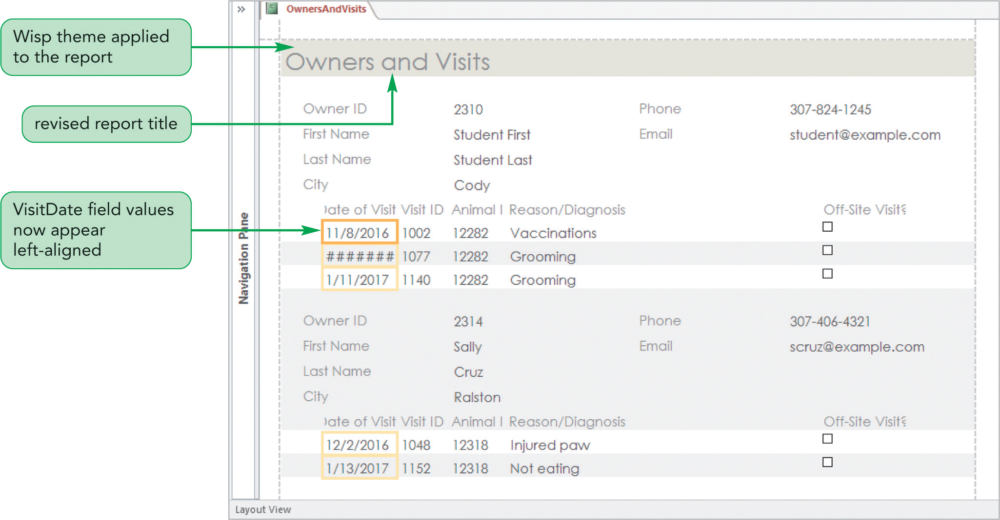 »
OwnersAndVisits
Wisp theme applied
to the report
Owners and Visits
revised report title
Owner ID 2310 Phone 307-824-1245
First Name Student First Email student@example.com
Last Name Student Last
City Cody
VisitDate field values
now appear
left-aligned
Navigation Pane
ate of Visit Visit ID Animal I Reason/Diagnosis Off-Site Visit?
11/8/2016 1002 12282 Vaccinations
####### 1077 12282 Grooming
1/11/2017 1140 12282 Grooming
Owner ID 2314 Phone 307-406-4321
First Name Sally Email scruz@example.com
Last Name Cruz
City Ralston
ate of Visit Visit ID Animal I Reason/Diagnosis Off-Site Visit?
12/2/2016 1048 12318 Injured paw
1/13/2017 1152 12318 Not eating
Layout View